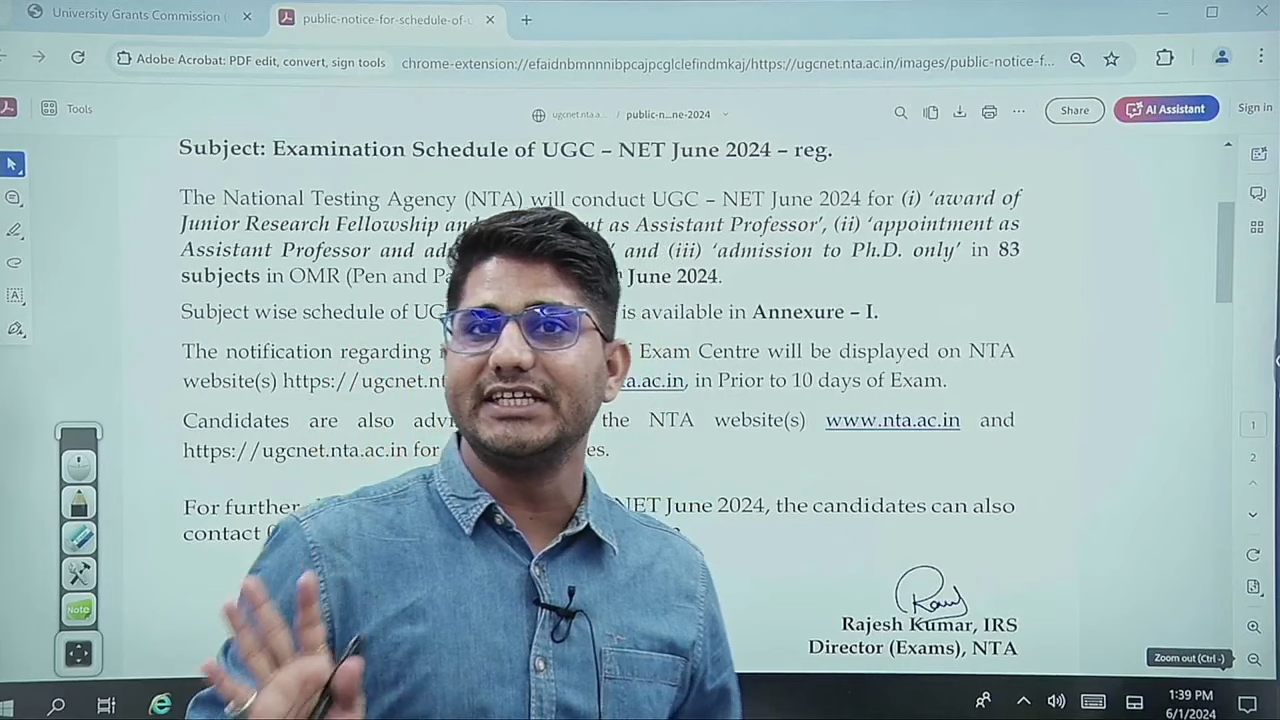 University Grants Commission (
public-notice-for-schedule-of-u
Adobe Acrobat: PDF edit, convert, sign tools
chrome-extension://efaidnbmnnnibpcajpcglclefindmkaj/https://ugcnet.nta.ac.in/images/public-notice-f...
Tools
ugcnet.nta.a... / public-n...ne-2024
Share
AI Assistant
Sign in
Subject: Examination Schedule of UGC – NET June 2024 – reg.
The National Testing Agency (NTA) will conduct UGC – NET June 2024 for (i) ‘award of
Junior Research Fellowship and as Assistant Professor’, (ii) ‘appointment as
Assistant Professor and and (iii) ‘admission to Ph.D. only’ in 83
subjects in OMR (Pen and June 2024.
Subject wise schedule of is available in Annexure – I.
The notification regarding Exam Centre will be displayed on NTA
website(s) https://ugcnet.nt a.ac.in, in Prior to 10 days of Exam.
Candidates are also the NTA website(s) www.nta.ac.in and
https://ugcnet.nta.ac.in for
For further NET June 2024, the candidates can also
contact
Rajesh Kumar, IRS
Director (Exams), NTA
1
2
Note
Zoom out (Ctrl -)
1:39 PM
6/1/2024